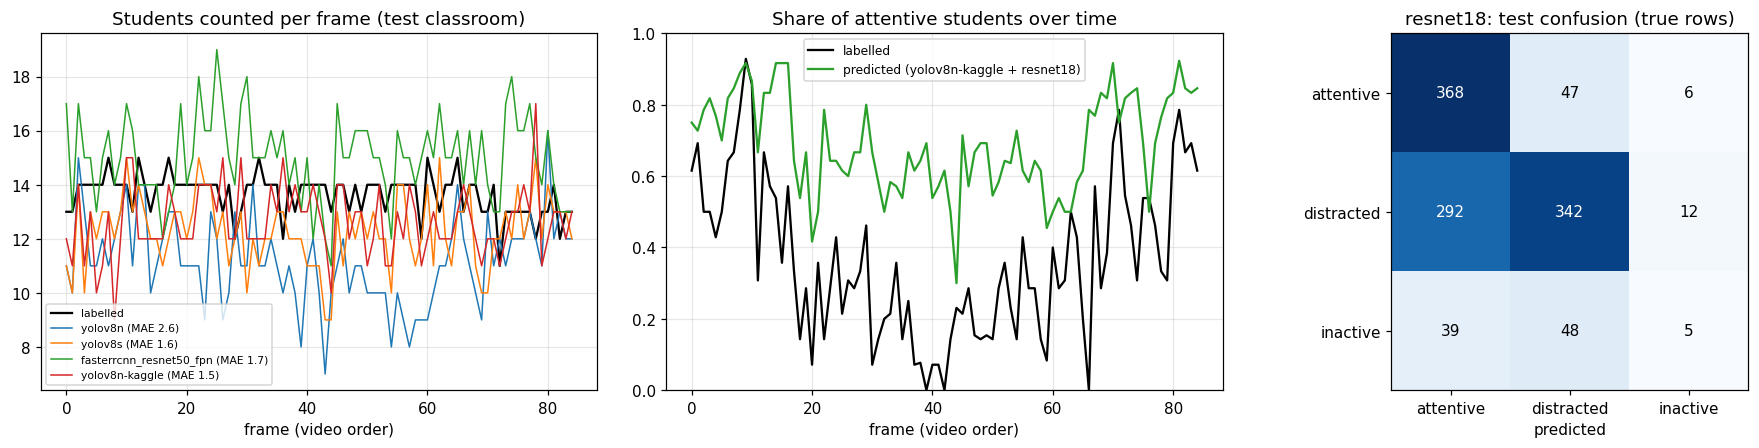 Students counted per frame (test classroom)
18
16
14
12
10
8
labelled
yolov8n (MAE 2.6)
yolov8s (MAE 1.6)
fasterrcnn_resnet50_fpn (MAE 1.7)
yolov8n-kaggle (MAE 1.5)
0 20 40 60 80
frame (video order)
Share of attentive students over time
1.0
0.8
0.6
0.4
0.2
0.0
labelled
predicted (yolov8n-kaggle + resnet18)
0 20 40 60 80
frame (video order)
resnet18: test confusion (true rows)
attentive 368 47 6
distracted 292 342 12
inactive 39 48 5
attentive distracted inactive
predicted